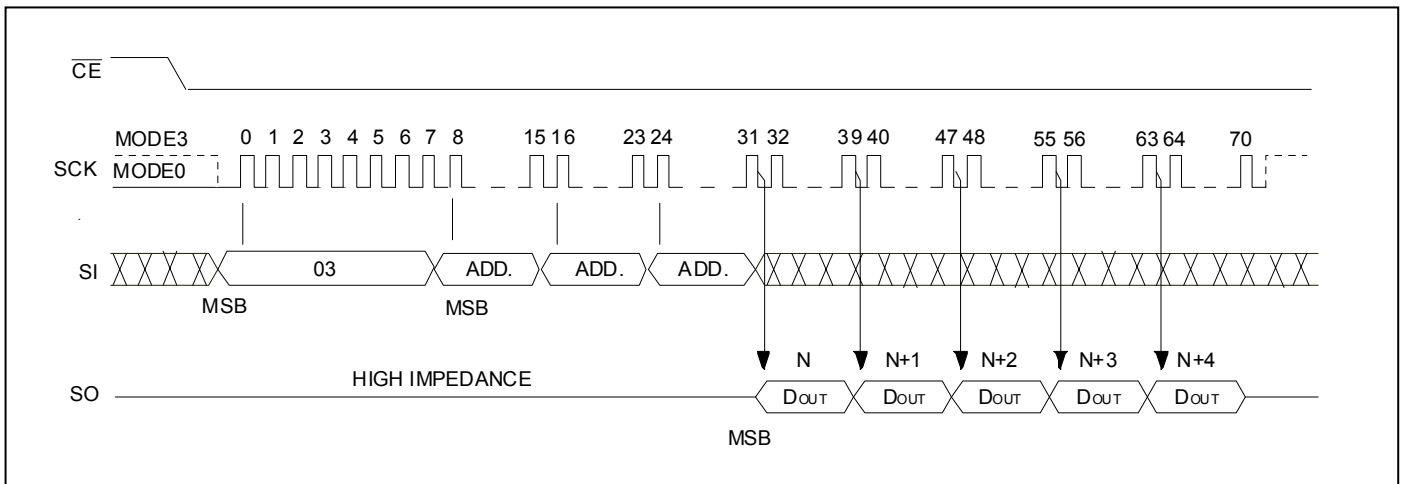 CE
MODE3 0 1 2 3 4 5 6 7 8 15 16 23 24 31 32 39 40 47 48 55 56 63 64 70
SCK MODE0
SI 03 ADD. ADD. ADD.
MSB MSB
N N+1 N+2 N+3 N+4
HIGH IMPEDANCE
SO DOUT DOUT DOUT DOUT DOUT
MSB